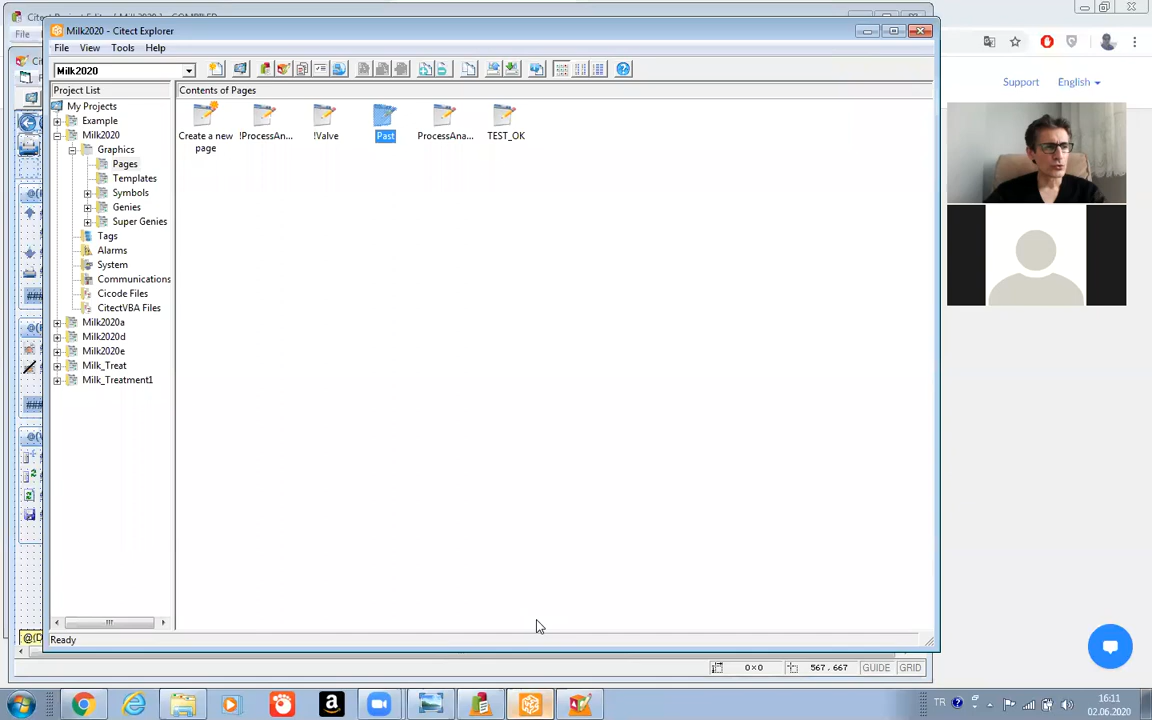 Milk2020 - Citect Explorer
File View Tools Help
Milk2020
Project List
Contents of Pages
My Projects
Example
Milk2020
Graphics
Pages
Templates
Symbols
Genies
Super Genies
Tags
Alarms
System
Communications
Cicode Files
CitectVBA Files
Milk2020a
Milk2020d
Milk2020e
Milk_Treat
Milk_Treatment1
Create a new page
!ProcessAn...
!Valve
Past
ProcessAna...
TEST_OK
Ready
File
0×0
567, 667
GUIDE
GRID
Support
English
TR
16:11
02.06.2020